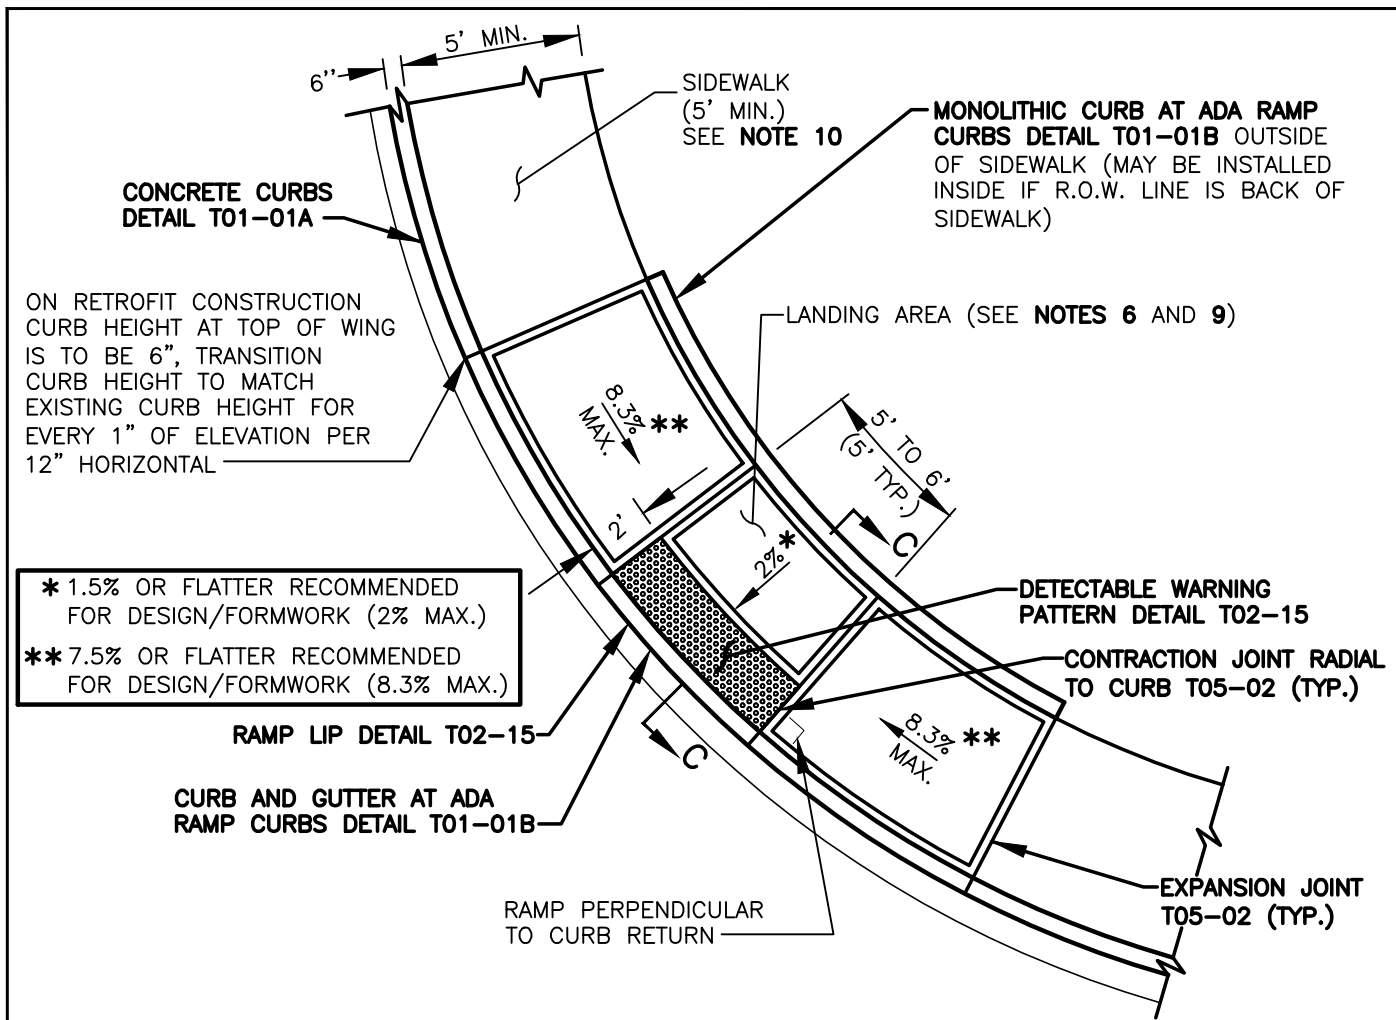 5' MIN.
6''
SIDEWALK
(5' MIN.)
SEE NOTE 10
MONOLITHIC CURB AT ADA RAMP
CURBS DETAIL T01-01B OUTSIDE
OF SIDEWALK (MAY BE INSTALLED
INSIDE IF R.O.W. LINE IS BACK OF
SIDEWALK)
CONCRETE CURBS
DETAIL T01-01A
ON RETROFIT CONSTRUCTION
CURB HEIGHT AT TOP OF WING
IS TO BE 6", TRANSITION
CURB HEIGHT TO MATCH
EXISTING CURB HEIGHT FOR
EVERY 1" OF ELEVATION PER
12" HORIZONTAL
LANDING AREA (SEE NOTES 6 AND 9)
8.3% **
MAX.
5' TO 6'
(5' TYP.)
2'
C
2% *
* 1.5% OR FLATTER RECOMMENDED
FOR DESIGN/FORMWORK (2% MAX.)
** 7.5% OR FLATTER RECOMMENDED
FOR DESIGN/FORMWORK (8.3% MAX.)
DETECTABLE WARNING
PATTERN DETAIL T02-15
CONTRACTION JOINT RADIAL
TO CURB T05-02 (TYP.)
RAMP LIP DETAIL T02-15
8.3% **
MAX.
C
CURB AND GUTTER AT ADA
RAMP CURBS DETAIL T01-01B
RAMP PERPENDICULAR
TO CURB RETURN
EXPANSION JOINT
T05-02 (TYP.)